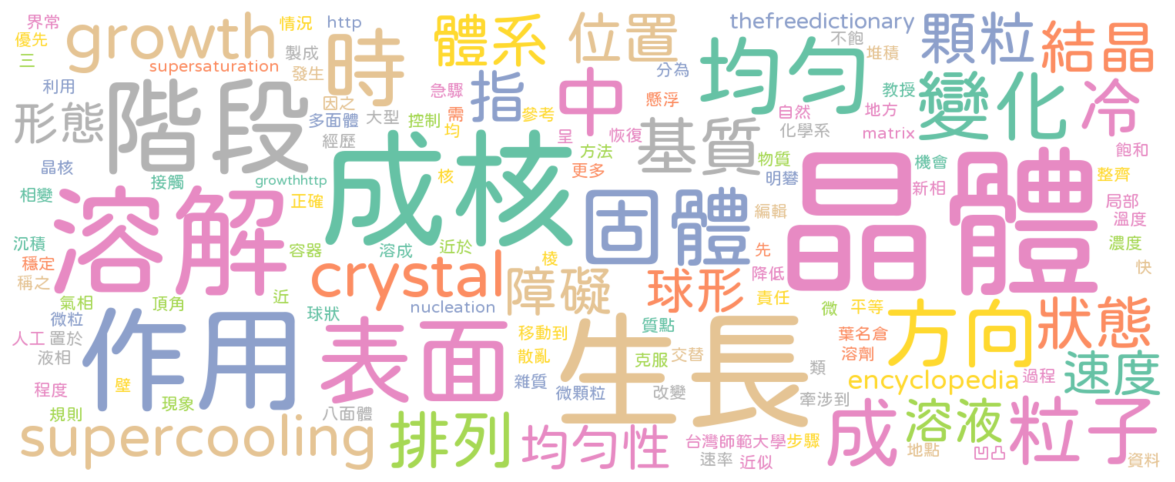 界常
growth
情況
http
體系
位置
thefreedictionary
顆粒
結晶
優先
三
supersaturation
製成
發生
時
不飽
堆積
均勻
利用
因之
急驟
指
中
分為
懸浮
教授
變化
冷
形態
階段
多面體
大型
控制
需
均
參考
呈
恢復
自然
地方
matrix
飽和
經歷
方法
基質
化學系
晶核
接觸
成核
核
更多
物質
明礬
機會
整齊
相變
growthhttp
新相
局部
溶解
正確
固體
編輯
晶體
溫度
沉積
容器
溶成
近於
濃度
穩定
稜
先
快
稱之
crystal
障礙
球形
降低
氣相
頂角
近
nucleation
責任
微
平等
方向
狀態
微粒
球狀
移動到
質點
人工
置於
作用
表面
生長
葉名倉
液相
散亂
克服
交替
溶劑
速度
類
encyclopedia
過程
程度
壁
雜質
微顆粒
改變
牽涉到
規則
現象
八面體
成
溶液
粒子
supercooling
排列
均勻性
台灣師範大學
步驟
地點
凹凸
速率
近似
資料